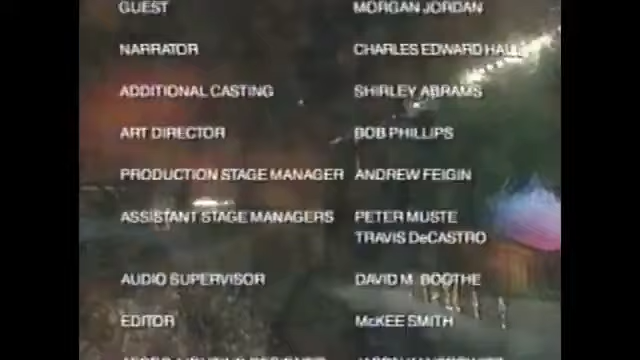 GUEST MORGAN JORDAN
NARRATOR CHARLES EDWARD HALL
ADDITIONAL CASTING SHIRLEY ABRAMS
ART DIRECTOR BOB PHILLIPS
PRODUCTION STAGE MANAGER ANDREW FEIGIN
ASSISTANT STAGE MANAGERS PETER MUSTE
TRAVIS DeCASTRO
AUDIO SUPERVISOR DAVID M. BOOTHE
EDITOR McKEE SMITH